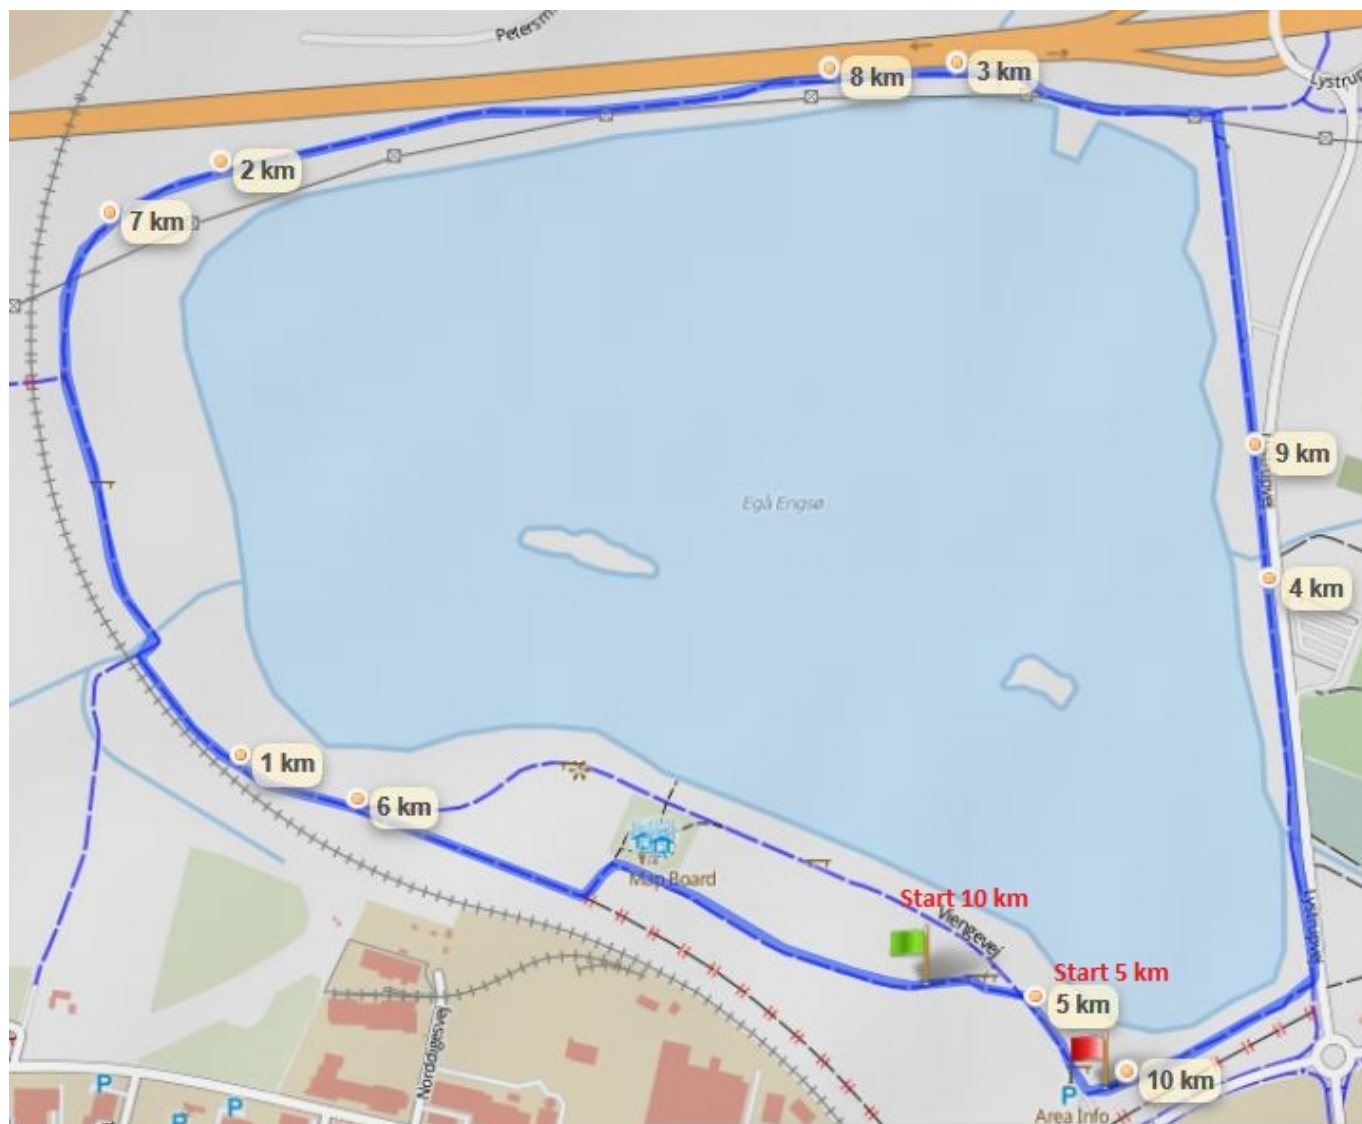 Petersm
8 km
3 km
Lystrup
2 km
7 km
9 km
Egå Engsø
4 km
1 km
6 km
Map Board
Start 10 km
Viengevej
Lystrupvej
Start 5 km
5 km
Norddigesvej
10 km
P
P
P
P
Area Info